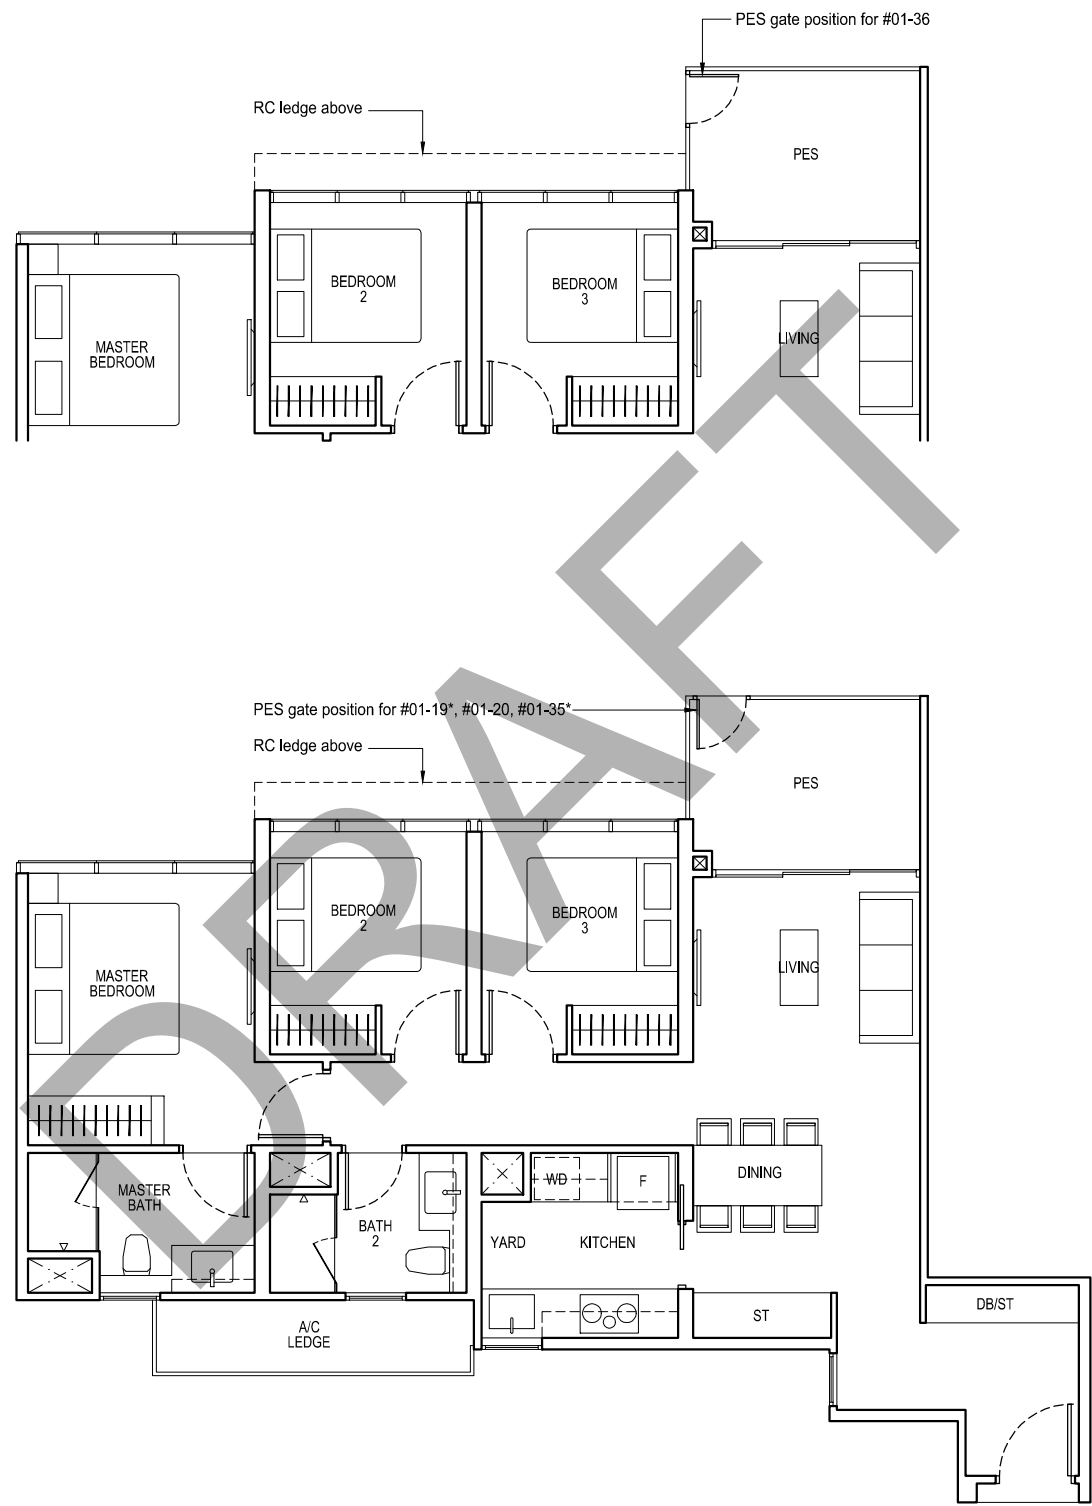 PES gate position for #01-36
RC ledge above
PES
BEDROOM
2
BEDROOM
3
MASTER
BEDROOM
LIVING
PES gate position for #01-19*, #01-20, #01-35*
RC ledge above
PES
BEDROOM
2
BEDROOM
3
MASTER
BEDROOM
LIVING
DINING
WD
F
MASTER
BATH
BATH
2
YARD
KITCHEN
A/C
LEDGE
ST
DB/ST
DRAFT